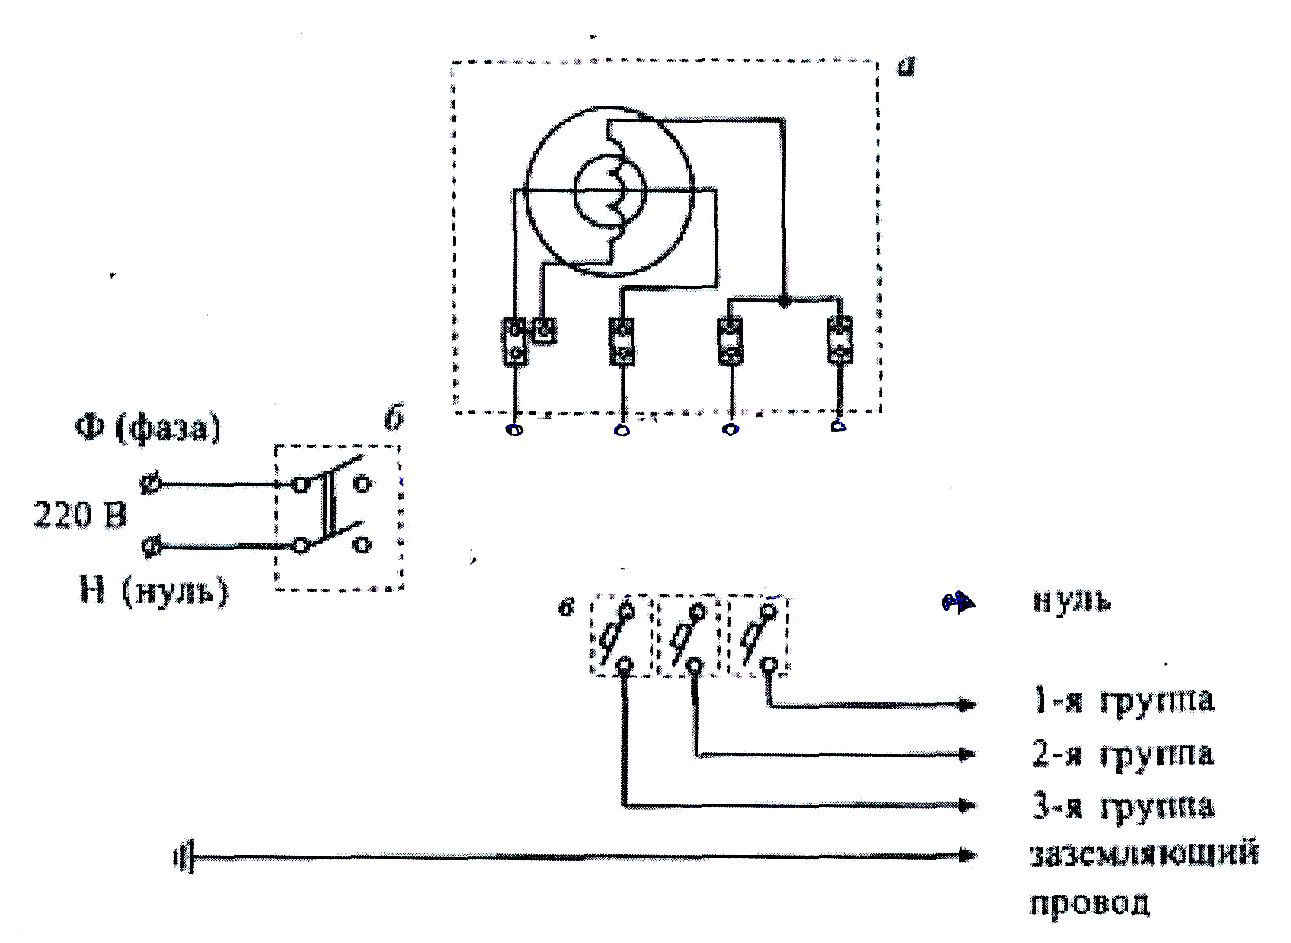 а
б
Ф (фаза)
220 В
Н (нуль)
в
нуль
1-я группа
2-я группа
3-я группа
заземляющий
провод